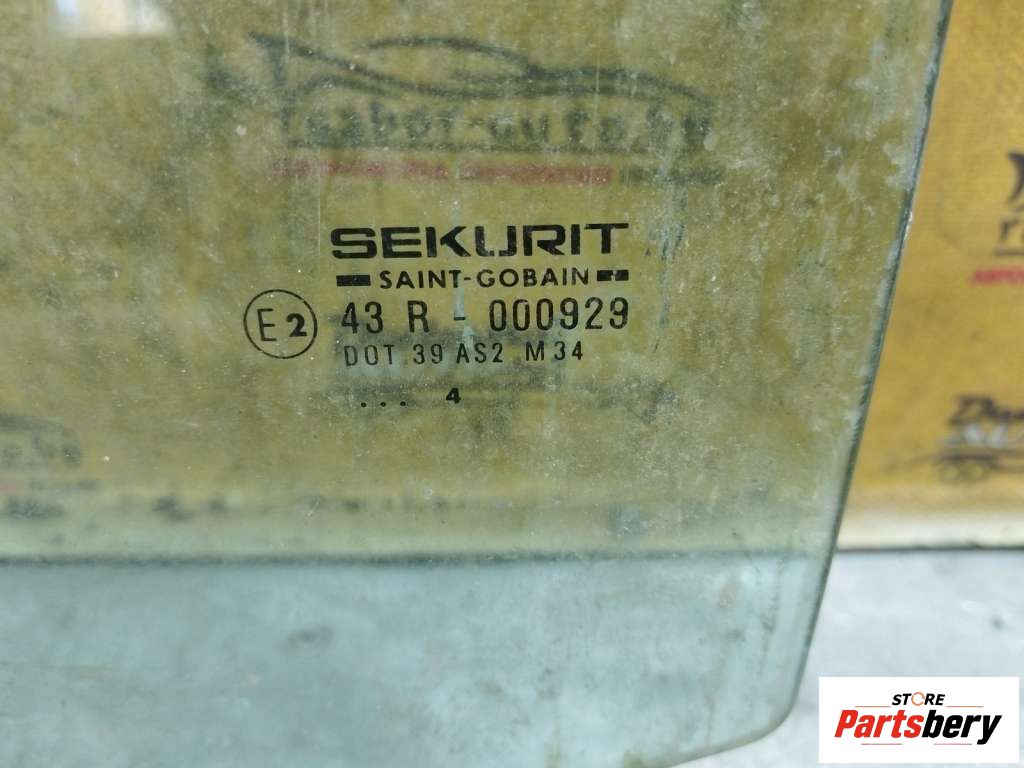 SEKURIT
SAINT-GOBAIN
E2 43 R - 000929
DOT 39 AS2 M34
... 4
STORE
Partsbery